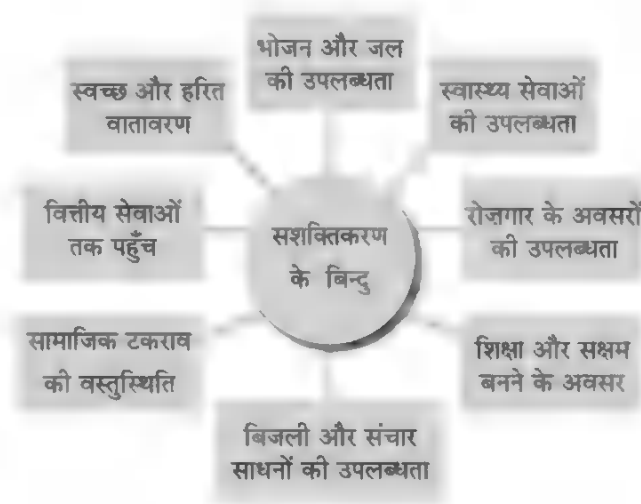 भोजन और जल
की उपलब्धता
स्वच्छ और हरित
वातावरण
स्वास्थ्य सेवाओं
की उपलब्धता
वित्तीय सेवाओं
तक पहुँच
सशक्तिकरण
के बिन्दु
रोज़गार के अवसरों
की उपलब्धता
सामाजिक टकराव
की वस्तुस्थिति
शिक्षा और सक्षम
बनने के अवसर
बिजली और संचार
साधनों की उपलब्धता